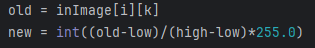 old = inImage[i][k]
new = int((old-low)/(high-low)*255.0)